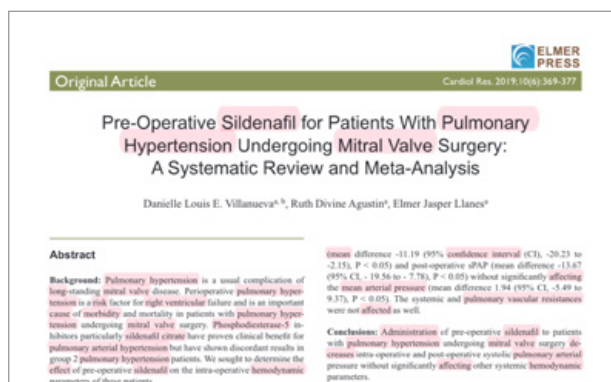 ELMER
PRESS
Original Article
Cardiol Res. 2019;10(6):369-377
Pre-Operative Sildenafil for Patients With Pulmonary
Hypertension Undergoing Mitral Valve Surgery:
A Systematic Review and Meta-Analysis
Danielle Louis E. Villanuevaa, b, Ruth Divine Agustina, Elmer Jasper Llanesa
Abstract
Background: Pulmonary hypertension is a usual complication of
long-standing mitral valve disease. Perioperative pulmonary hyper-
tension is a risk factor for right ventricular failure and is an important
cause of morbidity and mortality in patients with pulmonary hyper-
tension undergoing mitral valve surgery. Phosphodiesterase-5 in-
hibitors particularly sildenafil citrate have proven clinical benefit for
pulmonary arterial hypertension but have shown discordant results in
group 2 pulmonary hypertension patients. We sought to determine the
effect of pre-operative sildenafil on the intra-operative hemodynamic
parameters of these patients.
(mean difference -11.19 (95% confidence interval (CI), -20.23 to
-2.15), P < 0.05) and post-operative sPAP (mean difference -13.67
(95% CI, - 19.56 to - 7.78), P < 0.05) without significantly affecting
the mean arterial pressure (mean difference 1.94 (95% CI, -5.49 to
9.37), P < 0.05). The systemic and pulmonary vascular resistances
were not affected as well.
Conclusions: Administration of pre-operative sildenafil to patients
with pulmonary hypertension undergoing mitral valve surgery de-
creases intra-operative and post-operative systolic pulmonary arterial
pressure without significantly affecting other systemic hemodynamic
parameters.